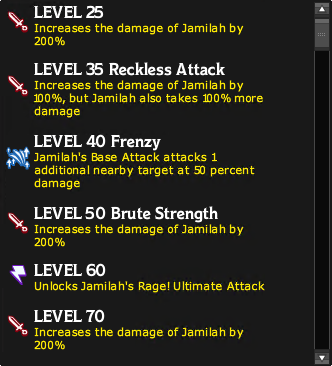 LEVEL 25
Increases the damage of Jamilah by
200%
LEVEL 35 Reckless Attack
Increases the damage of Jamilah by
100%, but Jamilah also takes 100% more
damage
LEVEL 40 Frenzy
Jamilah's Base Attack attacks 1
additional nearby target at 50 percent
damage
LEVEL 50 Brute Strength
Increases the damage of Jamilah by
200%
LEVEL 60
Unlocks Jamilah's Rage! Ultimate Attack
LEVEL 70
Increases the damage of Jamilah by
200%